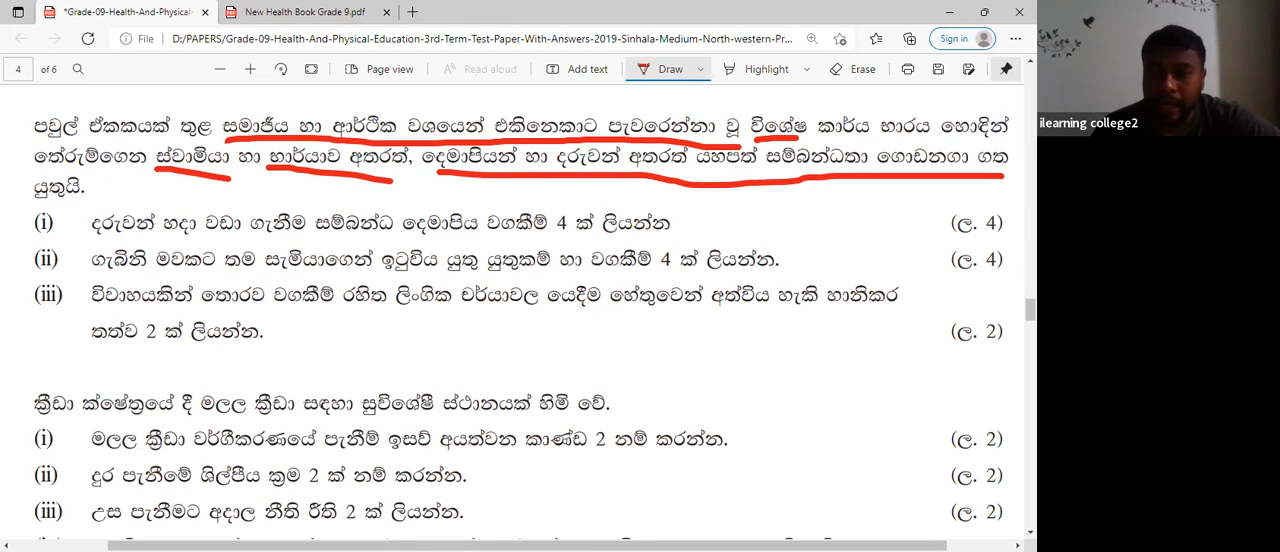 *Grade-09-Health-And-Physical-
New Health Book Grade 9.pdf
File
D:/PAPERS/Grade-09-Health-And-Physical-Education-3rd-Term-Test-Paper-With-Answers-2019-Sinhala-Medium-North-western-Pr...
Sign in
4 of 6
Page view
Read aloud
Add text
Draw
Highlight
Erase
ilearning college2
පවුල් ඒකකයක් තුළ සමාජීය හා ආර්ථික වශයෙන් එකිනෙකාට පැවරෙන්නා වූ විශේෂ කාර්ය භාරය හොදින්
තේරුම්ගෙන ස්වාමියා හා භාර්යාව අතරත්, දෙමාපියන් හා දරුවන් අතරත් යහපත් සම්බන්ධතා ගොඩනගා ගත
යුතුයි.
(i) දරුවන් හදා වඩා ගැනීම සම්බන්ධ දෙමාපිය වගකීම් 4 ක් ලියන්න (ල. 4)
(ii) ගැබිනි මවකට තම සැමියාගෙන් ඉටුවිය යුතු යුතුකම් හා වගකීම් 4 ක් ලියන්න. (ල. 4)
(iii) විවාහයකින් තොරව වගකීම් රහිත ලිංගික චර්යාවල යෙදීම හේතුවෙන් අත්විය හැකි හානිකර
තත්ව 2 ක් ලියන්න. (ල. 2)
ක්‍රීඩා ක්ෂේත්‍රයේ දී මලල ක්‍රීඩා සඳහා සුවිශේෂී ස්ථානයක් හිමි වේ.
(i) මලල ක්‍රීඩා වර්ගීකරණයේ පැනීම් ඉසව් අයත්වන කාණ්ඩ 2 නම් කරන්න. (ල. 2)
(ii) දුර පැනීමේ ශිල්පීය ක්‍රම 2 ක් නම් කරන්න. (ල. 2)
(iii) උස පැනීමට අදාල නීති රීති 2 ක් ලියන්න. (ල. 2)